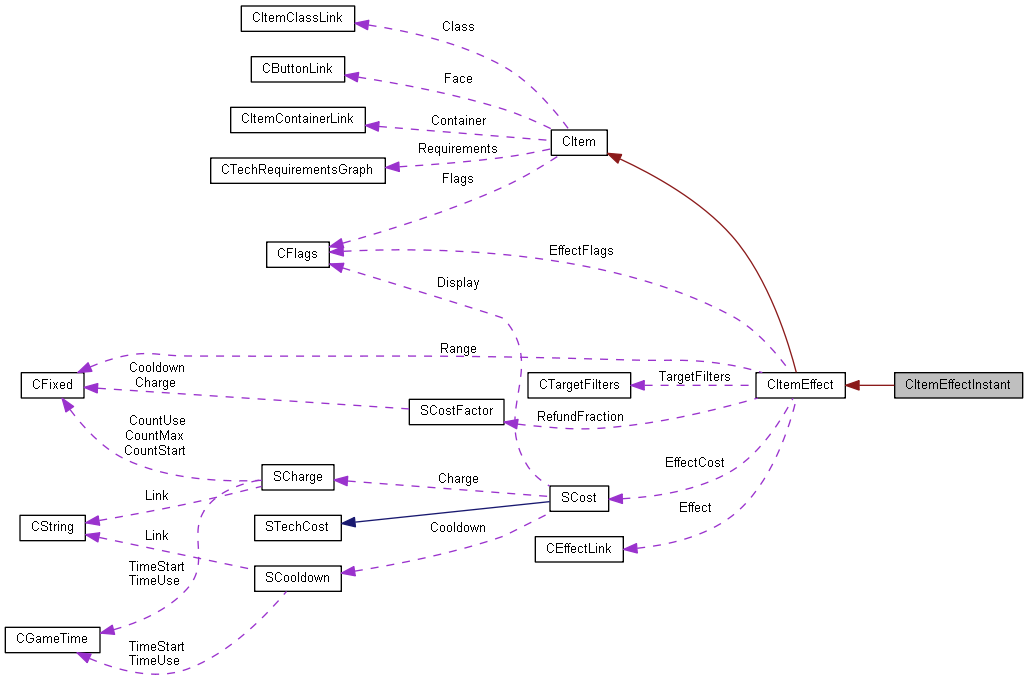 CItemClassLink
Class
CButtonLink
Face
CItemContainerLink
Container
CItem
Requirements
CTechRequirementsGraph
Flags
CFlags
EffectFlags
Display
Range
Cooldown
Charge
CFixed
CTargetFilters
TargetFilters
CItemEffect
CItemEffectInstant
SCostFactor
RefundFraction
CountUse
CountMax
CountStart
EffectCost
SCharge
Charge
Link
SCost
Effect
CString
STechCost
Cooldown
Link
CEffectLink
TimeStart
TimeUse
SCooldown
CGameTime
TimeStart
TimeUse